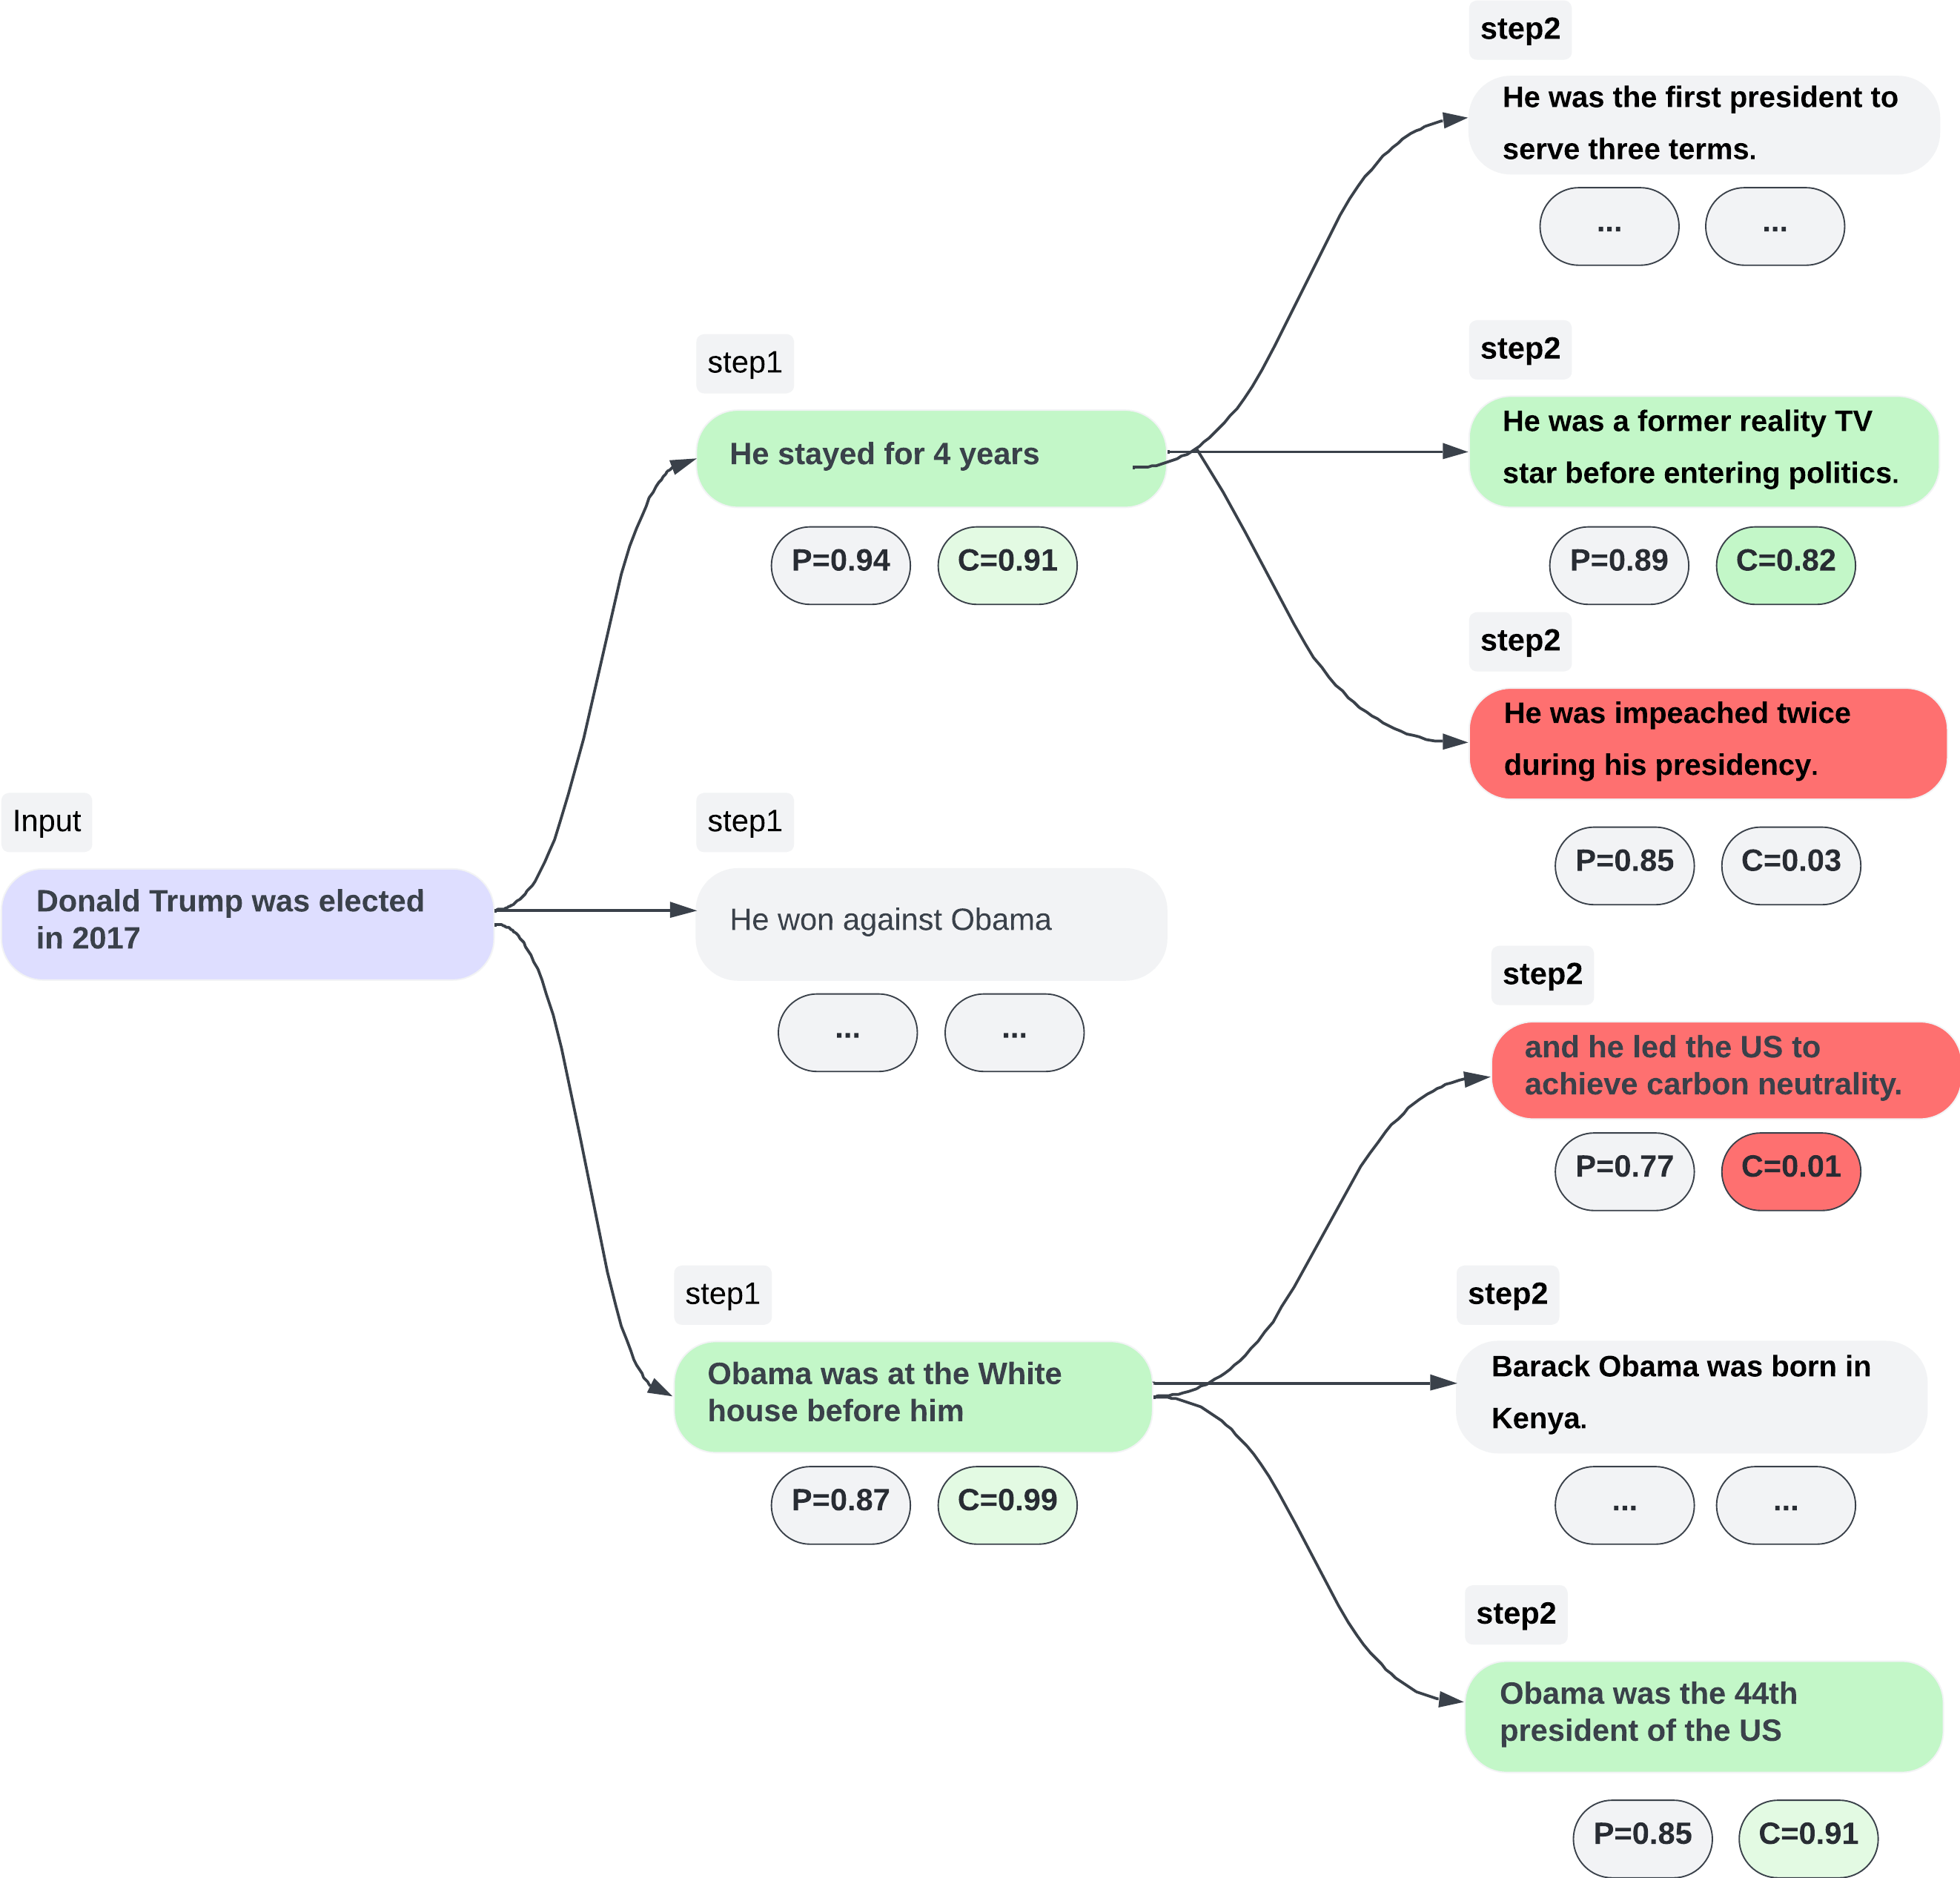 step2
He was the first president to
serve three terms.
...
...
step1
He stayed for 4 years
P=0.94
C=0.91
step2
He was a former reality TV
star before entering politics.
P=0.89
C=0.82
step2
He was impeached twice
during his presidency.
P=0.85
C=0.03
Input
Donald Trump was elected
in 2017
step1
He won against Obama
...
...
step2
and he led the US to
achieve carbon neutrality.
P=0.77
C=0.01
step1
Obama was at the White
house before him
P=0.87
C=0.99
step2
Barack Obama was born in
Kenya.
...
...
step2
Obama was the 44th
president of the US
P=0.85
C=0.91